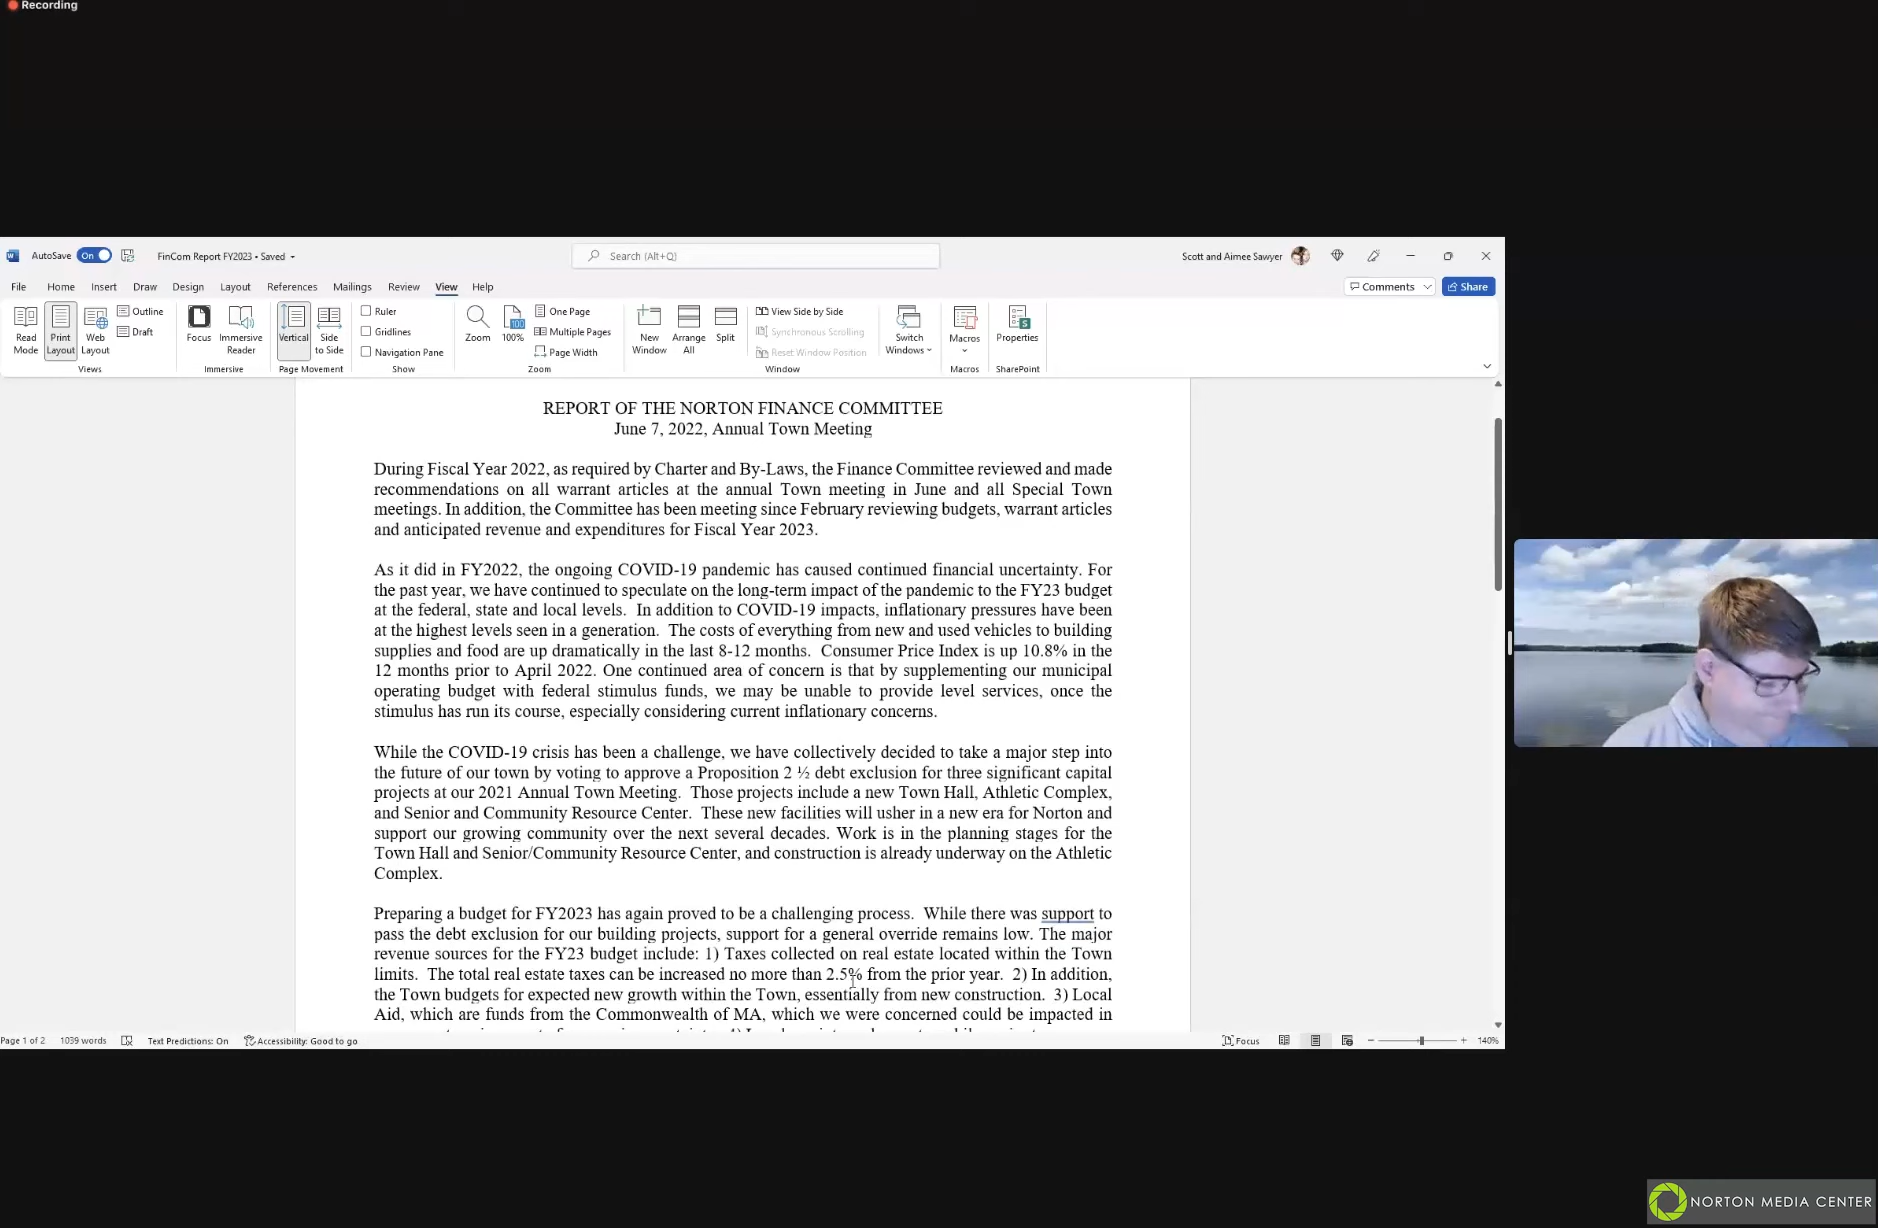 Recording
AutoSave On FinCom Report FY2023 • Saved Search (Alt+Q) Scott and Aimee Sawyer
File Home Insert Draw Design Layout References Mailings Review View Help Comments Share
Read Mode Print Layout Web Layout Outline Draft Views
Focus Immersive Reader Immersive
Vertical Side to Side Page Movement
Ruler Gridlines Navigation Pane Show
Zoom 100% One Page Multiple Pages Page Width Zoom
New Window Arrange All Split View Side by Side Synchronous Scrolling Reset Window Position Switch Windows Window
Macros Macros
Properties SharePoint
REPORT OF THE NORTON FINANCE COMMITTEE
June 7, 2022, Annual Town Meeting
During Fiscal Year 2022, as required by Charter and By-Laws, the Finance Committee reviewed and made
recommendations on all warrant articles at the annual Town meeting in June and all Special Town
meetings. In addition, the Committee has been meeting since February reviewing budgets, warrant articles
and anticipated revenue and expenditures for Fiscal Year 2023.
As it did in FY2022, the ongoing COVID-19 pandemic has caused continued financial uncertainty. For
the past year, we have continued to speculate on the long-term impact of the pandemic to the FY23 budget
at the federal, state and local levels. In addition to COVID-19 impacts, inflationary pressures have been
at the highest levels seen in a generation. The costs of everything from new and used vehicles to building
supplies and food are up dramatically in the last 8-12 months. Consumer Price Index is up 10.8% in the
12 months prior to April 2022. One continued area of concern is that by supplementing our municipal
operating budget with federal stimulus funds, we may be unable to provide level services, once the
stimulus has run its course, especially considering current inflationary concerns.
While the COVID-19 crisis has been a challenge, we have collectively decided to take a major step into
the future of our town by voting to approve a Proposition 2 ½ debt exclusion for three significant capital
projects at our 2021 Annual Town Meeting. Those projects include a new Town Hall, Athletic Complex,
and Senior and Community Resource Center. These new facilities will usher in a new era for Norton and
support our growing community over the next several decades. Work is in the planning stages for the
Town Hall and Senior/Community Resource Center, and construction is already underway on the Athletic
Complex.
Preparing a budget for FY2023 has again proved to be a challenging process. While there was support to
pass the debt exclusion for our building projects, support for a general override remains low. The major
revenue sources for the FY23 budget include: 1) Taxes collected on real estate located within the Town
limits. The total real estate taxes can be increased no more than 2.5% from the prior year. 2) In addition,
the Town budgets for expected new growth within the Town, essentially from new construction. 3) Local
Aid, which are funds from the Commonwealth of MA, which we were concerned could be impacted in
Page 1 of 2 1039 words Text Predictions: On Accessibility: Good to go Focus 140%
NORTON MEDIA CENTER